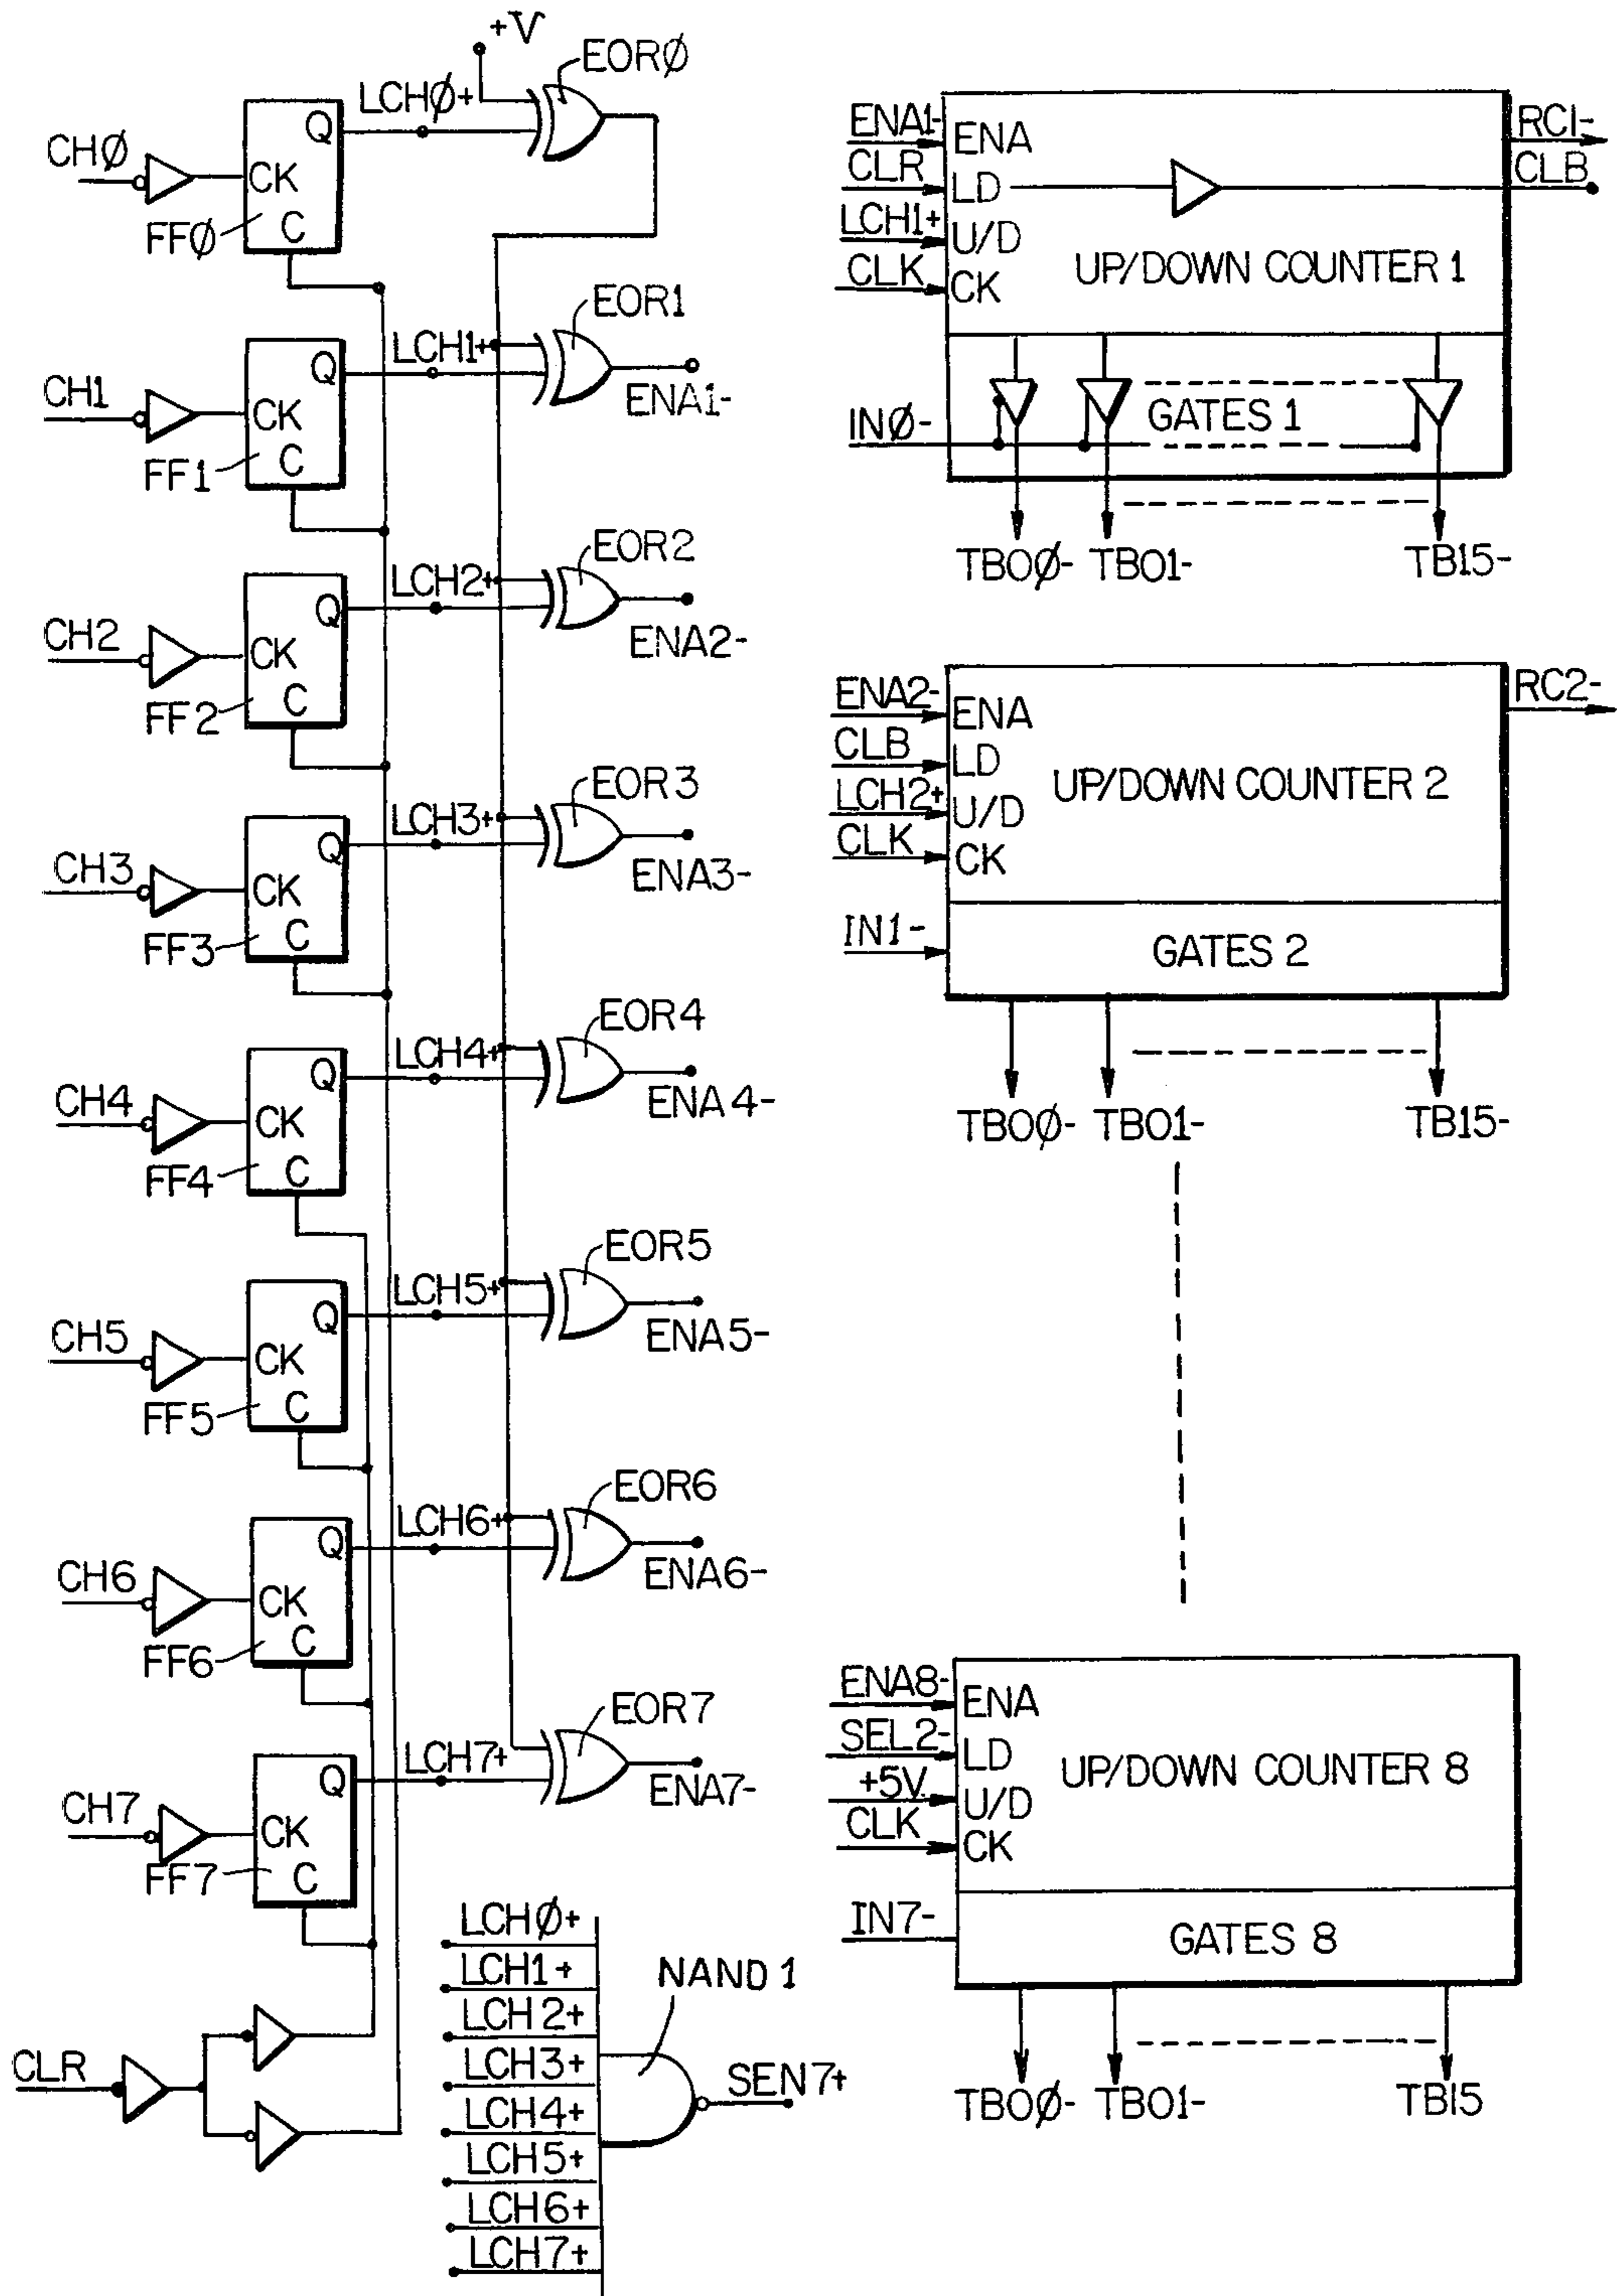 +V
EORØ
LCHØ+
Q
CHØ
CK
C
FFØ
EOR1
LCH1+
Q
CH1
CK
C
FF1
ENA1-
EOR2
LCH2+
Q
CH2
CK
C
FF2
ENA2-
EOR3
LCH3+
Q
CH3
CK
C
FF3
ENA3-
EOR4
LCH4+
Q
CH4
CK
C
FF4
ENA4-
EOR5
LCH5+
Q
CH5
CK
C
FF5
ENA5-
EOR6
LCH6+
Q
CH6
CK
C
FF6
ENA6-
EOR7
LCH7+
Q
CH7
CK
C
FF7
ENA7-
CLR
LCHØ+
LCH1+
LCH2+
LCH3+
LCH4+
LCH5+
LCH6+
LCH7+
NAND 1
SEN7+
ENA1- ENA
CLR LD
LCH1+ U/D
CLK CK
UP/DOWN COUNTER 1
RC1-
CLB
INØ-
GATES 1
TBOØ- TBO1- TB15-
ENA2- ENA
CLB LD
LCH2+ U/D
CLK CK
UP/DOWN COUNTER 2
RC2-
IN1-
GATES 2
TBOØ- TBO1- TB15-
ENA8- ENA
SEL2- LD
+5V. U/D
CLK CK
UP/DOWN COUNTER 8
IN7-
GATES 8
TBOØ- TBO1- TB15